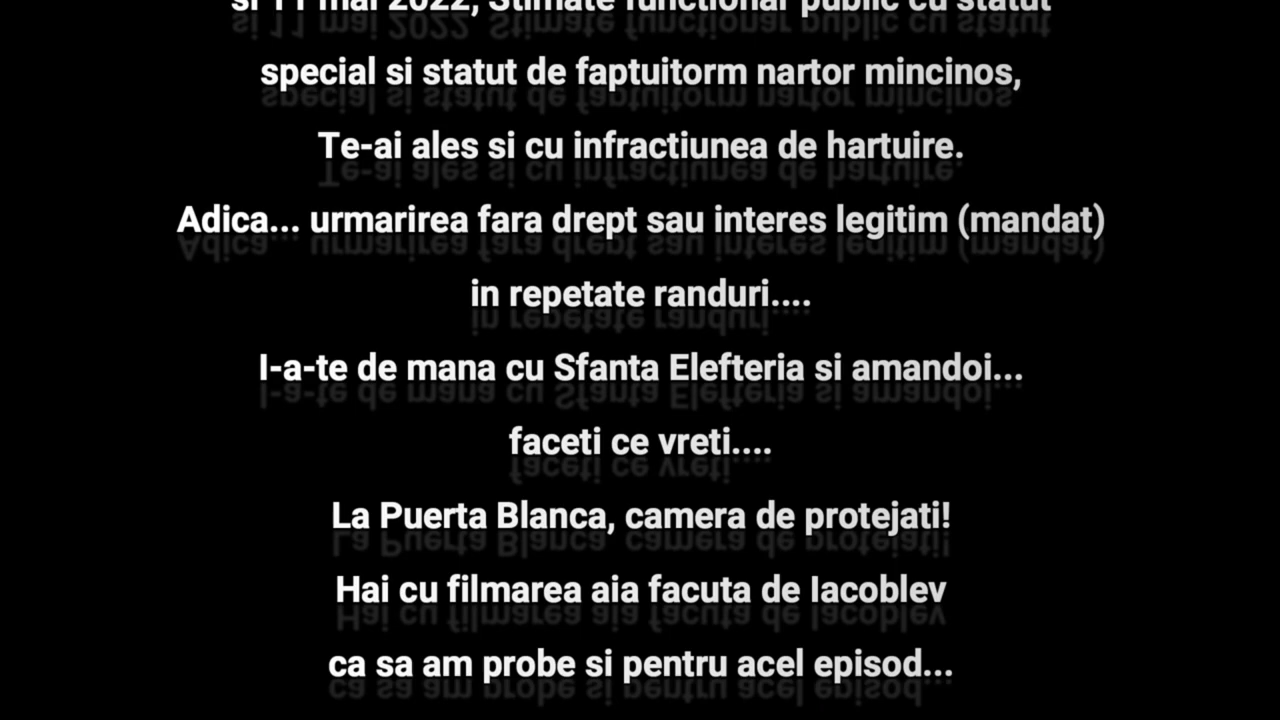 si 11 mai 2022, Stimate functionar public cu statut
special si statut de faptuitorm nartor mincinos,
Te-ai ales si cu infractiunea de hartuire.
Adica... urmarirea fara drept sau interes legitim (mandat)
in repetate randuri....
I-a-te de mana cu Sfanta Elefteria si amandoi...
faceti ce vreti....
La Puerta Blanca, camera de protejati!
Hai cu filmarea aia facuta de Iacoblev
ca sa am probe si pentru acel episod...